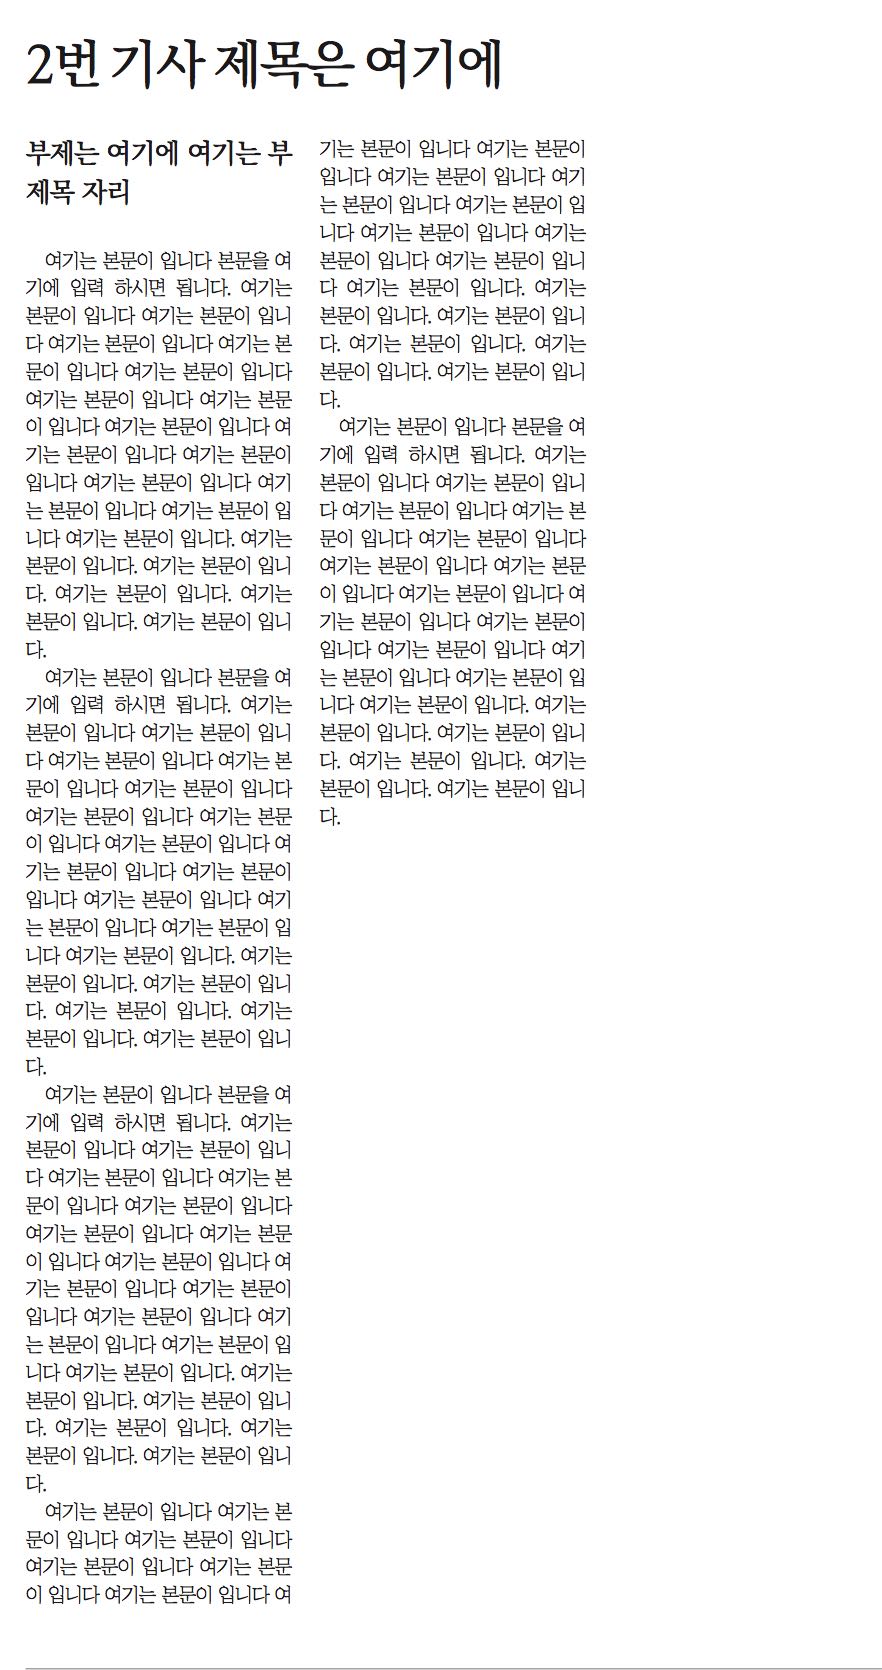 2번 기사 제목은 여기에
부제는 여기에 여기는 부
제목 자리
여기는 본문이 입니다 본문을 여
기에 입력 하시면 됩니다. 여기는
본문이 입니다 여기는 본문이 입니
다 여기는 본문이 입니다 여기는 본
문이 입니다 여기는 본문이 입니다
여기는 본문이 입니다 여기는 본문
이 입니다 여기는 본문이 입니다 여
기는 본문이 입니다 여기는 본문이
입니다 여기는 본문이 입니다 여기
는 본문이 입니다 여기는 본문이 입
니다 여기는 본문이 입니다. 여기는
본문이 입니다. 여기는 본문이 입니
다. 여기는 본문이 입니다. 여기는
본문이 입니다. 여기는 본문이 입니
다.
여기는 본문이 입니다 본문을 여
기에 입력 하시면 됩니다. 여기는
본문이 입니다 여기는 본문이 입니
다 여기는 본문이 입니다 여기는 본
문이 입니다 여기는 본문이 입니다
여기는 본문이 입니다 여기는 본문
이 입니다 여기는 본문이 입니다 여
기는 본문이 입니다 여기는 본문이
입니다 여기는 본문이 입니다 여기
는 본문이 입니다 여기는 본문이 입
니다 여기는 본문이 입니다. 여기는
본문이 입니다. 여기는 본문이 입니
다. 여기는 본문이 입니다. 여기는
본문이 입니다. 여기는 본문이 입니
다.
여기는 본문이 입니다 본문을 여
기에 입력 하시면 됩니다. 여기는
본문이 입니다 여기는 본문이 입니
다 여기는 본문이 입니다 여기는 본
문이 입니다 여기는 본문이 입니다
여기는 본문이 입니다 여기는 본문
이 입니다 여기는 본문이 입니다 여
기는 본문이 입니다 여기는 본문이
입니다 여기는 본문이 입니다 여기
는 본문이 입니다 여기는 본문이 입
니다 여기는 본문이 입니다. 여기는
본문이 입니다. 여기는 본문이 입니
다. 여기는 본문이 입니다. 여기는
본문이 입니다. 여기는 본문이 입니
다.
여기는 본문이 입니다 여기는 본
문이 입니다 여기는 본문이 입니다
여기는 본문이 입니다 여기는 본문
이 입니다 여기는 본문이 입니다 여
기는 본문이 입니다 여기는 본문이
입니다 여기는 본문이 입니다 여기
는 본문이 입니다 여기는 본문이 입
니다 여기는 본문이 입니다 여기는
본문이 입니다 여기는 본문이 입니
다 여기는 본문이 입니다. 여기는
본문이 입니다. 여기는 본문이 입니
다. 여기는 본문이 입니다. 여기는
본문이 입니다. 여기는 본문이 입니
다.
여기는 본문이 입니다 본문을 여
기에 입력 하시면 됩니다. 여기는
본문이 입니다 여기는 본문이 입니
다 여기는 본문이 입니다 여기는 본
문이 입니다 여기는 본문이 입니다
여기는 본문이 입니다 여기는 본문
이 입니다 여기는 본문이 입니다 여
기는 본문이 입니다 여기는 본문이
입니다 여기는 본문이 입니다 여기
는 본문이 입니다 여기는 본문이 입
니다 여기는 본문이 입니다. 여기는
본문이 입니다. 여기는 본문이 입니
다. 여기는 본문이 입니다. 여기는
본문이 입니다. 여기는 본문이 입니
다.